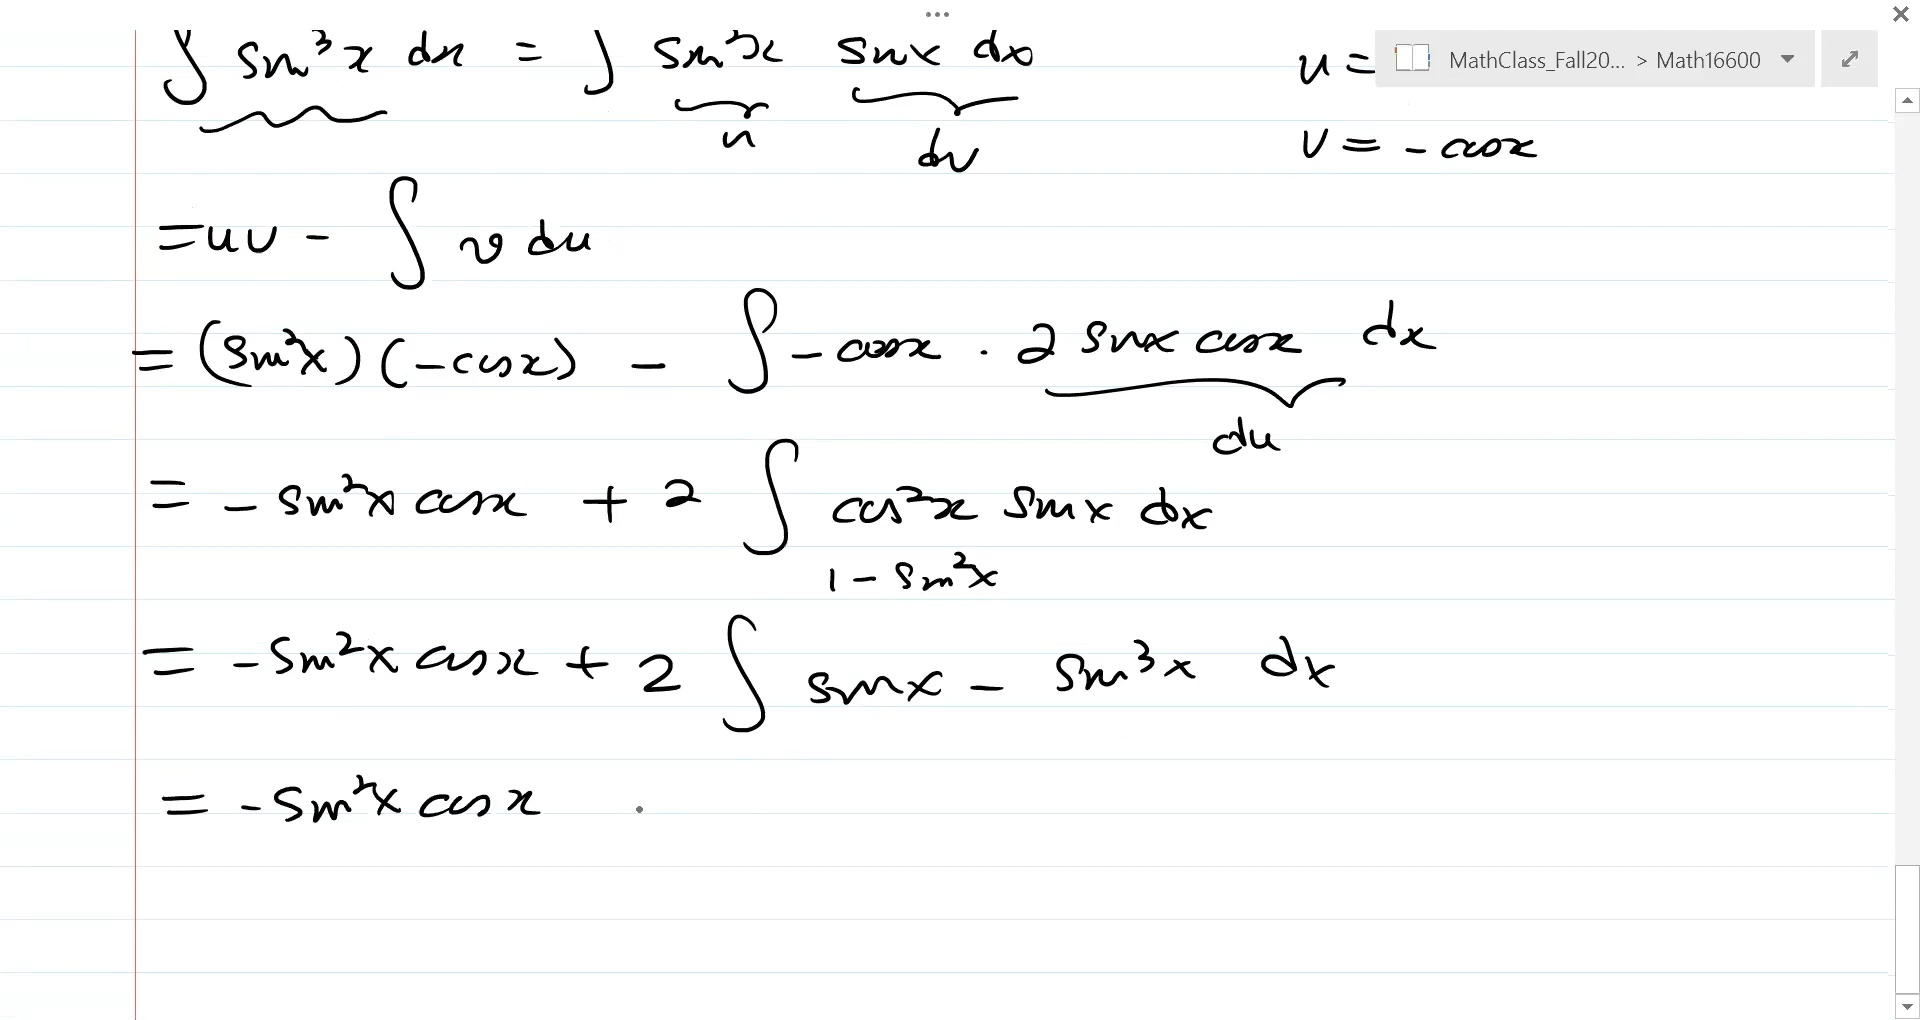 ∫ sin³x dx = ∫ sin²x sinx dx u =
MathClass_Fall20... > Math16600
u dv
v = - cosx
= uv - ∫ v du
= (sin²x)(-cosx) - ∫ -cosx · 2 sinx cosx dx
du
= - sin²x cosx + 2 ∫ cos²x sinx dx
1 - sin²x
= -sin²x cosx + 2 ∫ sinx - sin³x dx
= -sin²x cosx